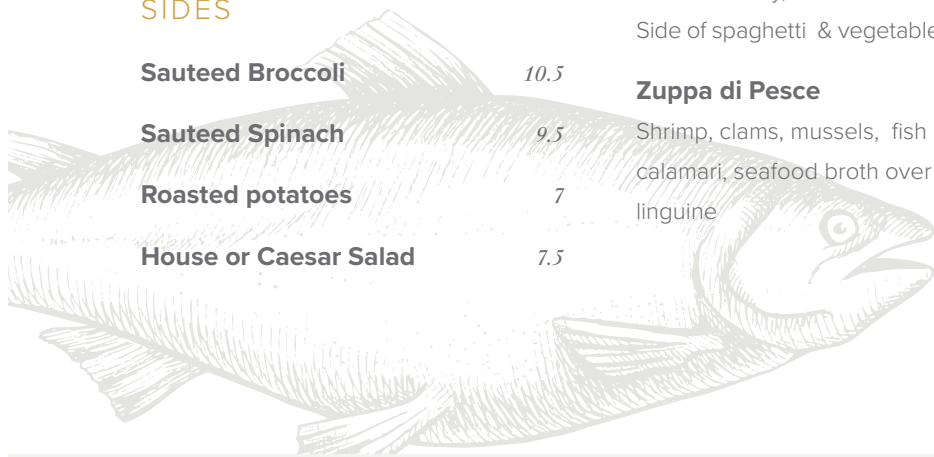 SIDES
Sauteed Broccoli 10.5
Sauteed Spinach 9.5
Roasted potatoes 7
House or Caesar Salad 7.5
Side of spaghetti & vegetable
Zuppa di Pesce
Shrimp, clams, mussels, fish
calamari, seafood broth over
linguine